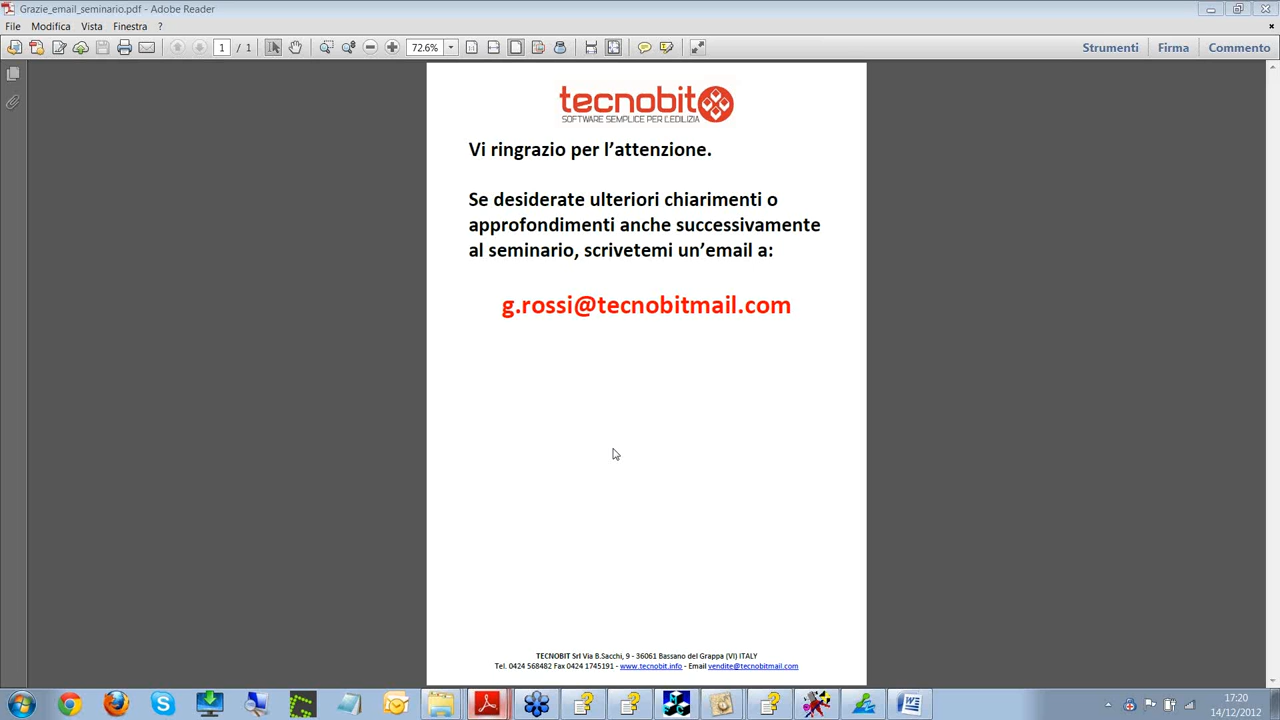 Grazie_email_seminario.pdf - Adobe Reader
File Modifica Vista Finestra ?
1 / 1 72.6% Strumenti Firma Commento
tecnobit
SOFTWARE SEMPLICE PER L'EDILIZIA
Vi ringrazio per l'attenzione.
Se desiderate ulteriori chiarimenti o
approfondimenti anche successivamente
al seminario, scrivetemi un'email a:
g.rossi@tecnobitmail.com
TECNOBIT Srl Via B.Sacchi, 9 - 36061 Bassano del Grappa (VI) ITALY
Tel. 0424 568482 Fax 0424 1745191 - www.tecnobit.info - Email vendite@tecnobitmail.com
17:20
14/12/2012